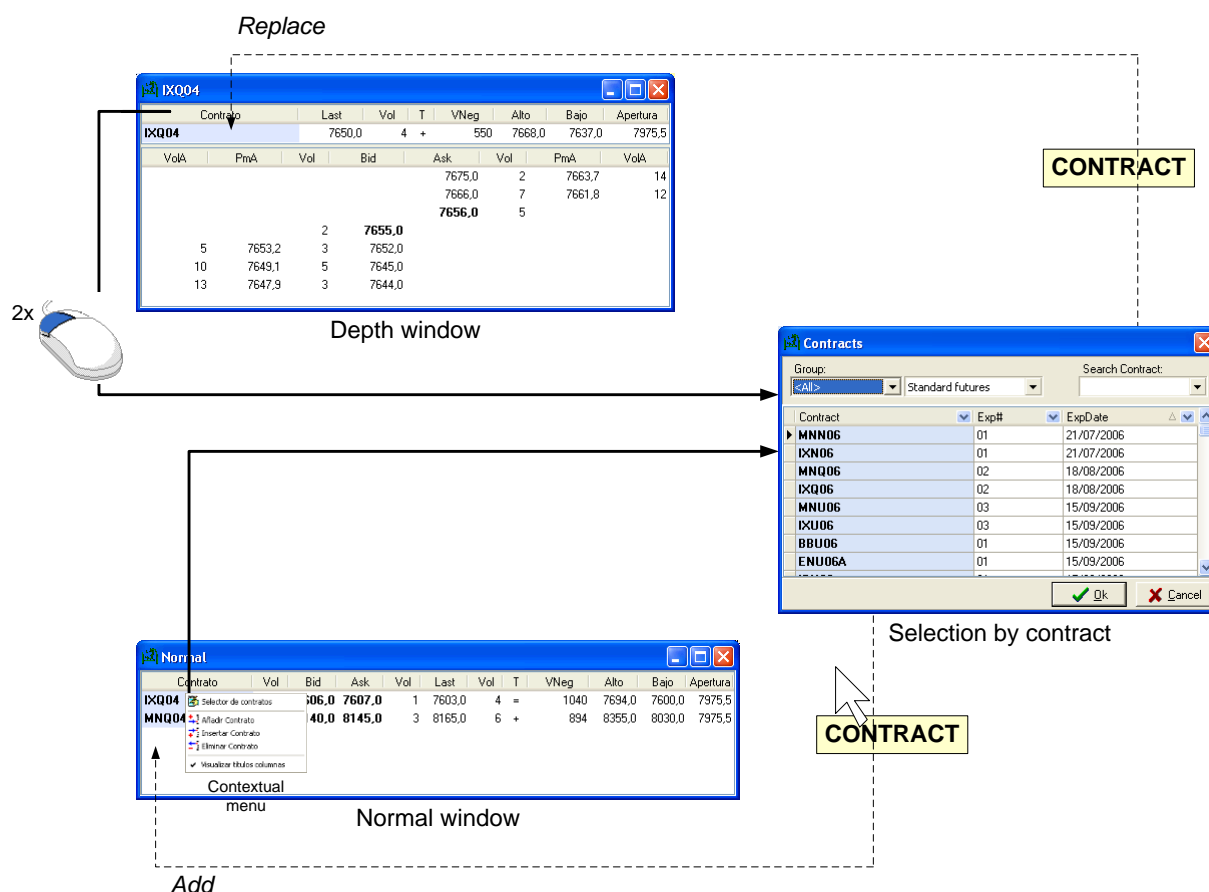 Replace
IXQ04
Contrato Last Vol T VNeg Alto Bajo Apertura
IXQ04 7650,0 4 + 550 7668,0 7637,0 7975,5
VolA PmA Vol Bid Ask Vol PmA VolA
7675,0 2 7663,7 14
7666,0 7 7661,8 12
7656,0 5
2 7655,0
5 7653,2 3 7652,0
10 7649,1 5 7645,0
13 7647,9 3 7644,0
Depth window
2x
CONTRACT
Contracts
Group: Search Contract:
<All> Standard futures
Contract Exp# ExpDate
MNN06 01 21/07/2006
IXN06 01 21/07/2006
MNQ06 02 18/08/2006
IXQ06 02 18/08/2006
MNU06 03 15/09/2006
IXU06 03 15/09/2006
BBU06 01 15/09/2006
ENU06A 01 15/09/2006
Ok Cancel
Selection by contract
CONTRACT
Normal
Contrato Vol Bid Ask Vol Last Vol T VNeg Alto Bajo Apertura
IXQ04 606,0 7607,0 1 7603,0 4 = 1040 7694,0 7600,0 7975,5
MNQ04 140,0 8145,0 3 8165,0 6 + 894 8355,0 8030,0 7975,5
Selector de contratos
Añadir Contrato
Insertar Contrato
Eliminar Contrato
Visualizar títulos columnas
Contextual
menu
Normal window
Add